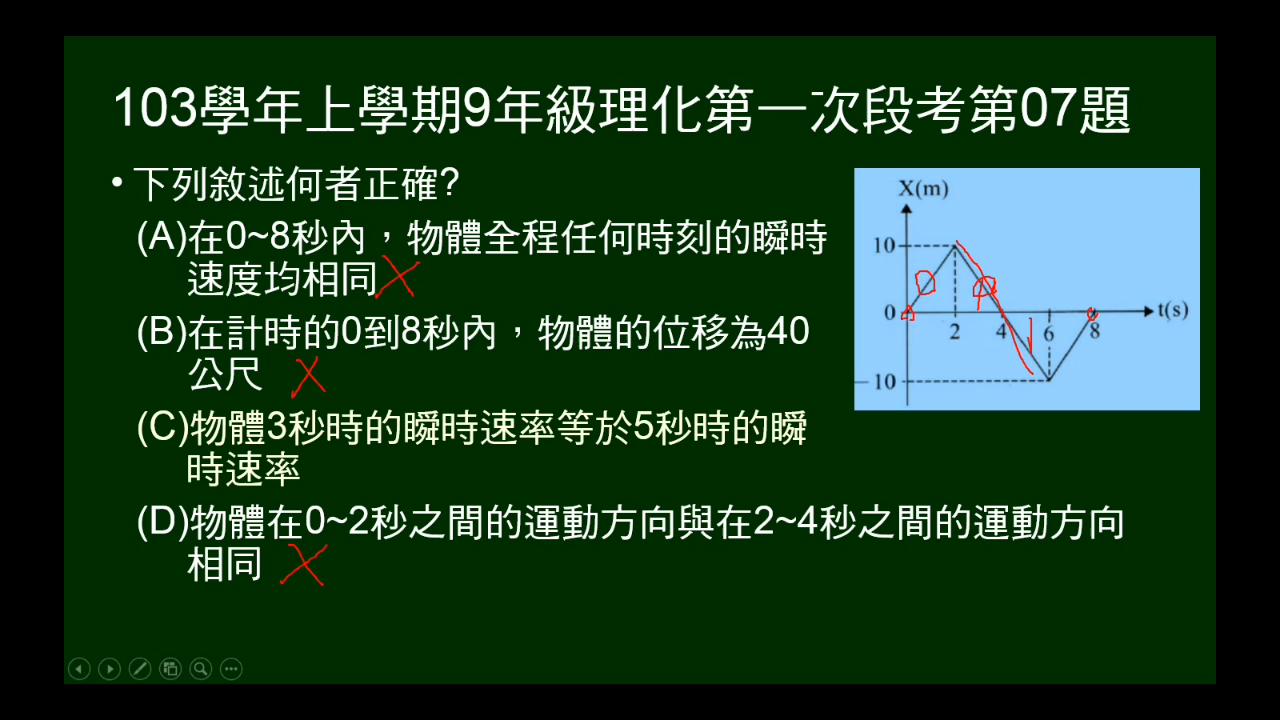 103學年上學期9年級理化第一次段考第07題
• 下列敘述何者正確?
(A)在0~8秒內，物體全程任何時刻的瞬時
速度均相同
(B)在計時的0到8秒內，物體的位移為40
公尺
(C)物體3秒時的瞬時速率等於5秒時的瞬
時速率
(D)物體在0~2秒之間的運動方向與在2~4秒之間的運動方向
相同
X(m)
10
0
2
4
6
8
t(s)
－10